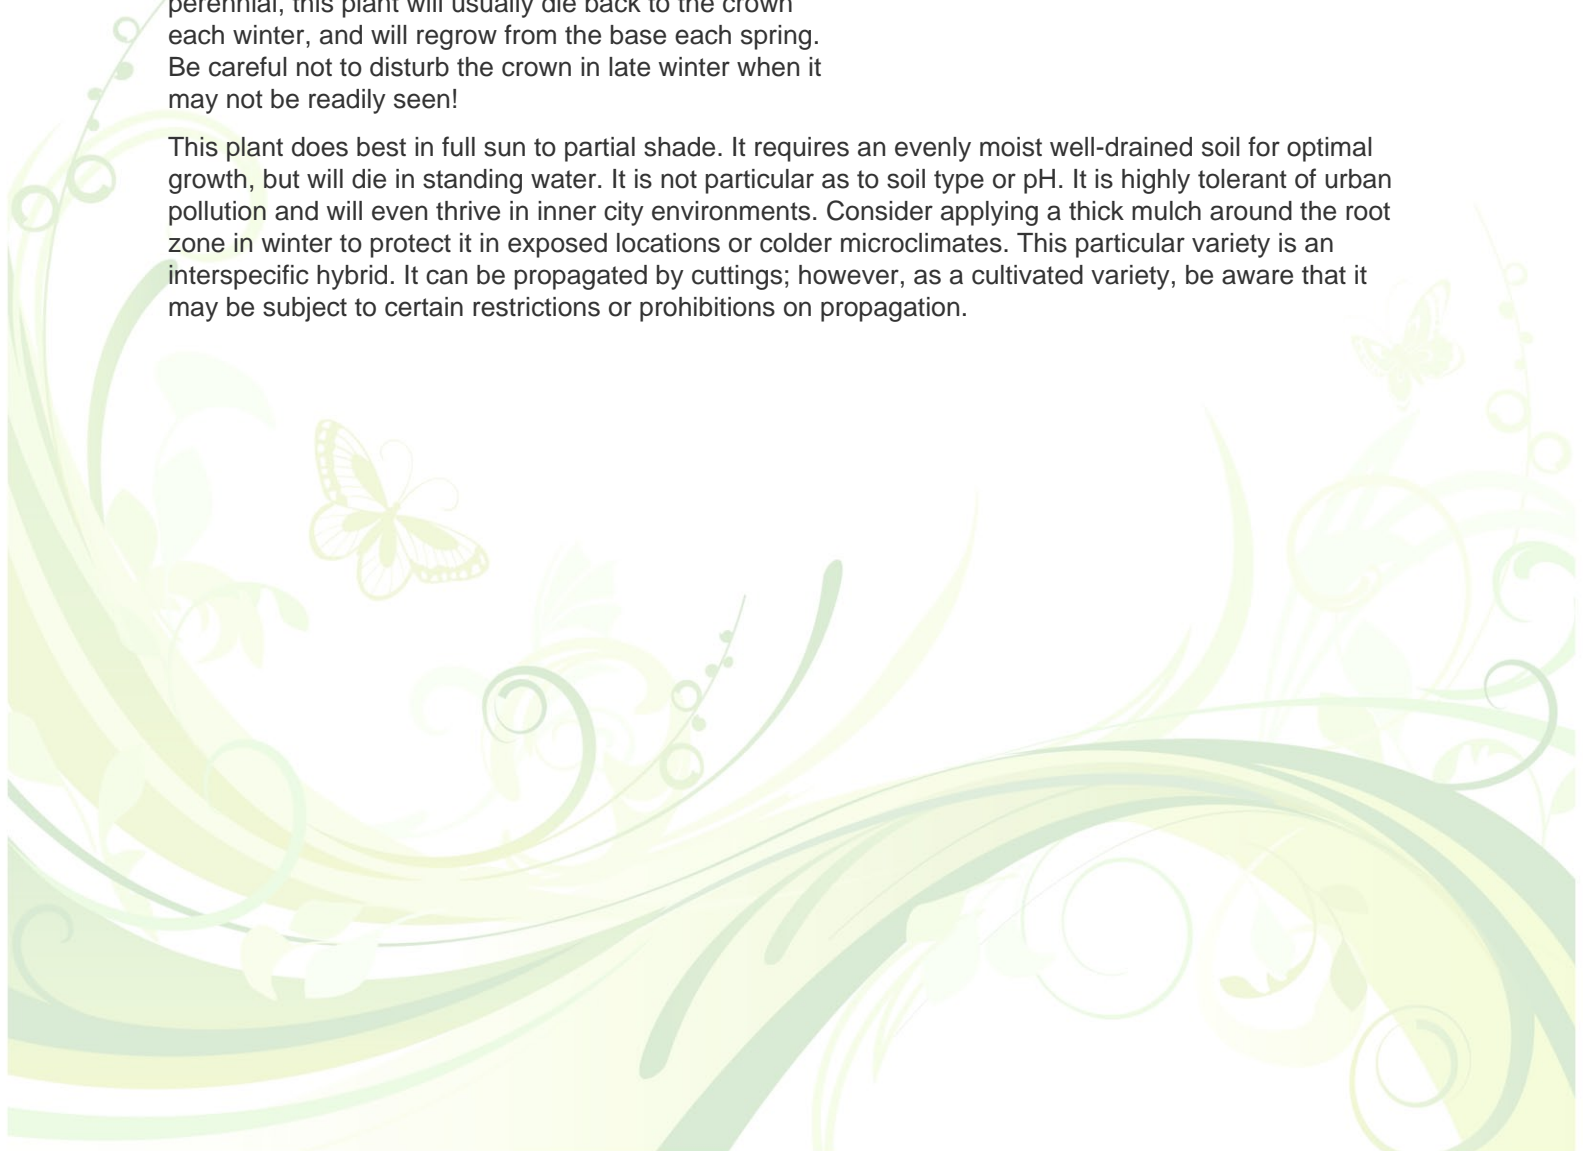 perennial, this plant will usually die back to the crown
each winter, and will regrow from the base each spring.
Be careful not to disturb the crown in late winter when it
may not be readily seen!
This plant does best in full sun to partial shade. It requires an evenly moist well-drained soil for optimal
growth, but will die in standing water. It is not particular as to soil type or pH. It is highly tolerant of urban
pollution and will even thrive in inner city environments. Consider applying a thick mulch around the root
zone in winter to protect it in exposed locations or colder microclimates. This particular variety is an
interspecific hybrid. It can be propagated by cuttings; however, as a cultivated variety, be aware that it
may be subject to certain restrictions or prohibitions on propagation.